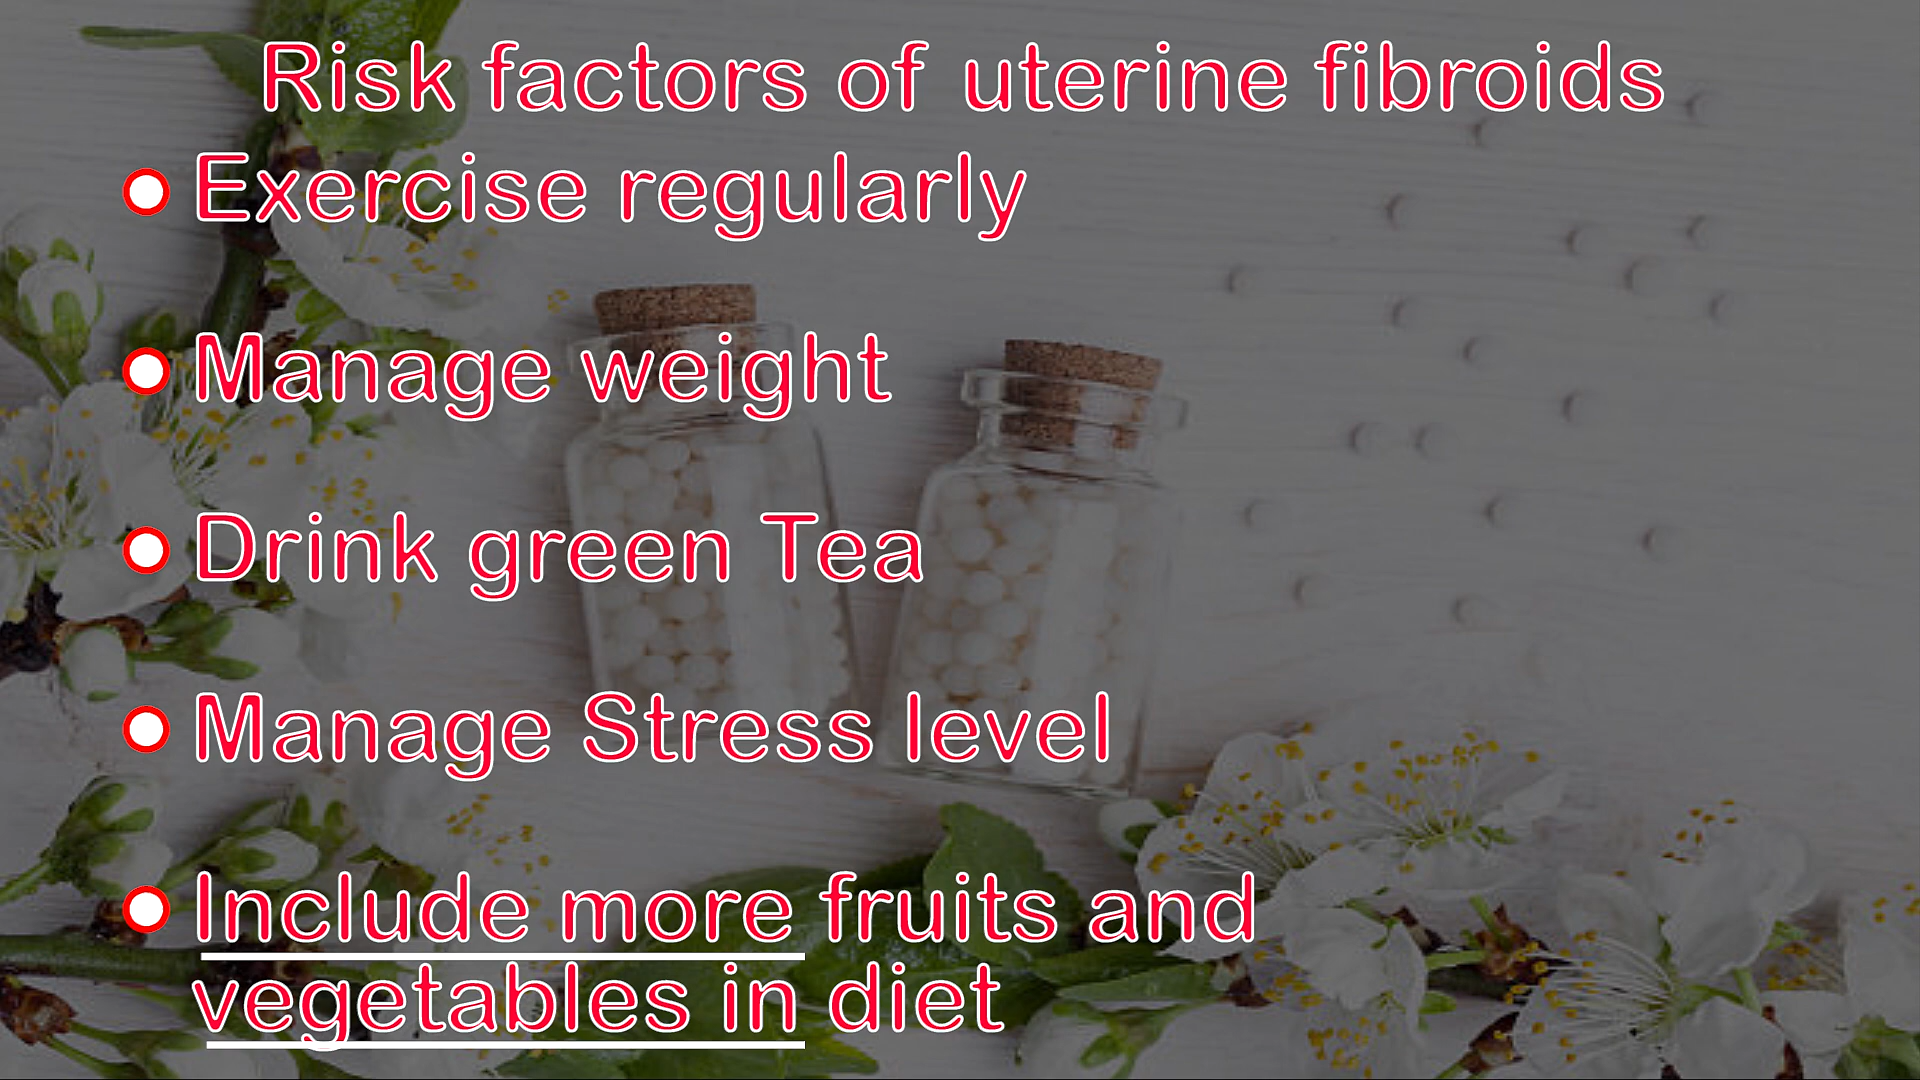 Risk factors of uterine fibroids
Exercise regularly
Manage weight
Drink green Tea
Manage Stress level
Include more fruits and
vegetables in diet